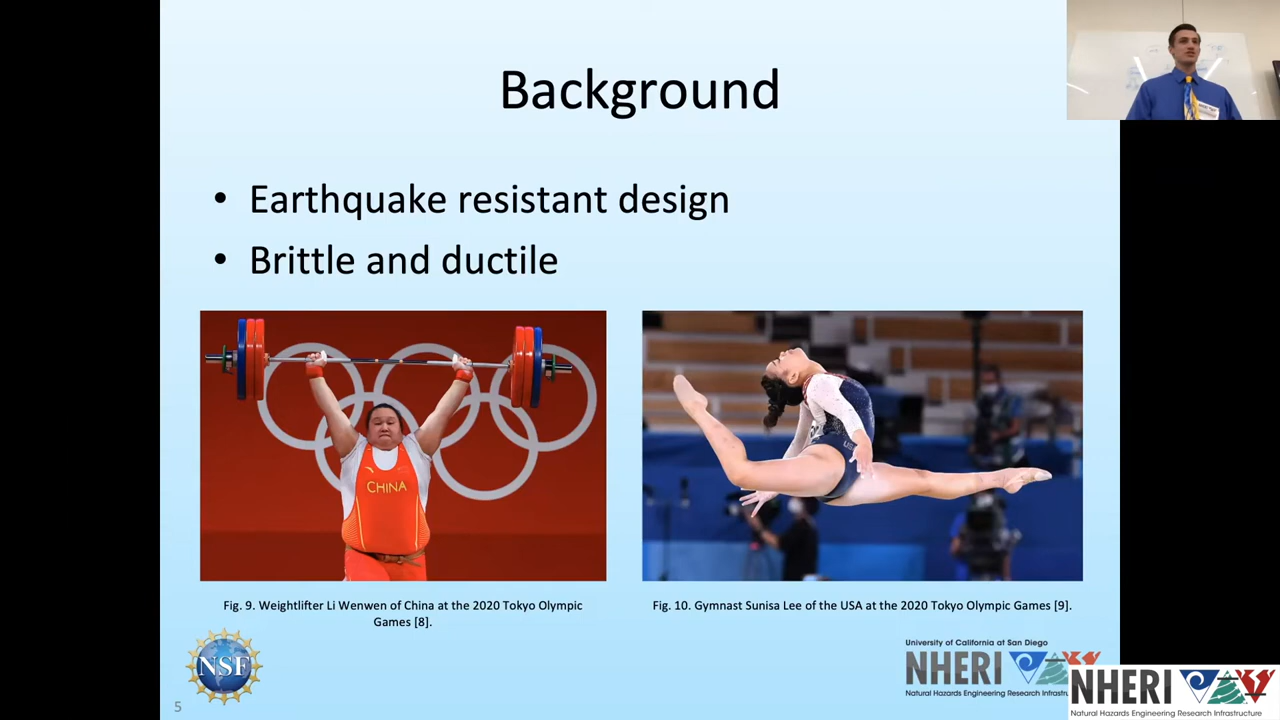 Background
• Earthquake resistant design
• Brittle and ductile
CHINA
Fig. 9. Weightlifter Li Wenwen of China at the 2020 Tokyo Olympic
Games [8].
Fig. 10. Gymnast Sunisa Lee of the USA at the 2020 Tokyo Olympic Games [9].
NSF
University of California at San Diego
NHERI
Natural Hazards Engineering Research
NHERI
Natural Hazards Engineering Research Infrastructure
5